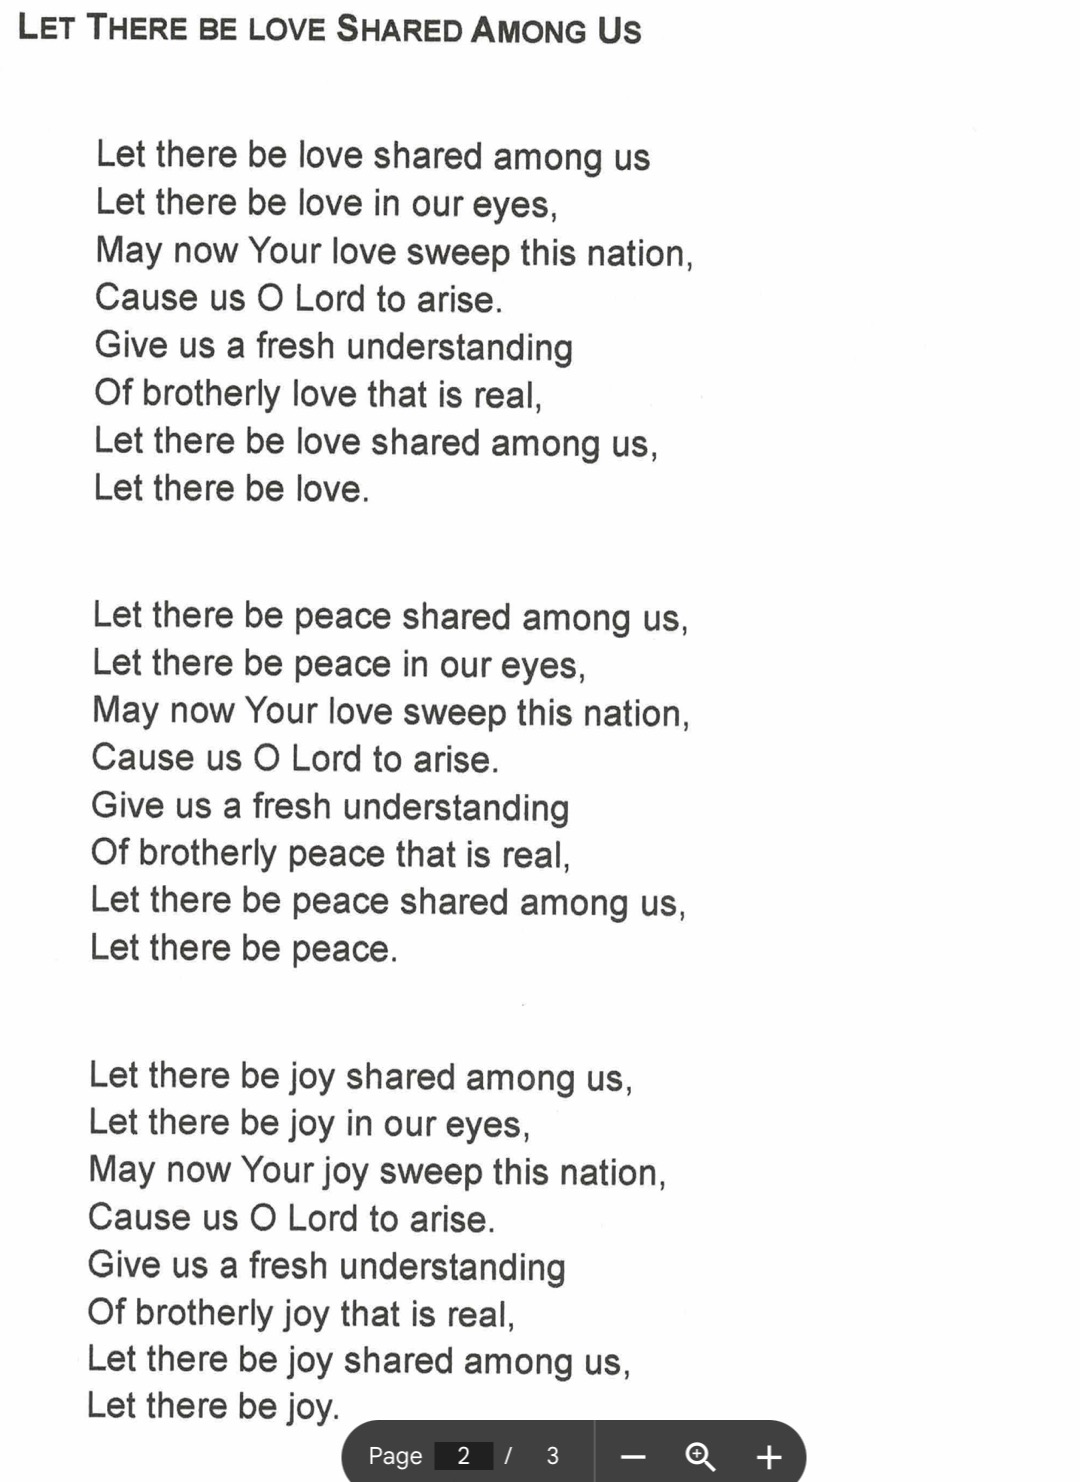 LET THERE BE LOVE SHARED AMONG US
Let there be love shared among us
Let there be love in our eyes,
May now Your love sweep this nation,
Cause us O Lord to arise.
Give us a fresh understanding
Of brotherly love that is real,
Let there be love shared among us,
Let there be love.
Let there be peace shared among us,
Let there be peace in our eyes,
May now Your love sweep this nation,
Cause us O Lord to arise.
Give us a fresh understanding
Of brotherly peace that is real,
Let there be peace shared among us,
Let there be peace.
Let there be joy shared among us,
Let there be joy in our eyes,
May now Your joy sweep this nation,
Cause us O Lord to arise.
Give us a fresh understanding
Of brotherly joy that is real,
Let there be joy shared among us,
Let there be joy.
Page 2 / 3